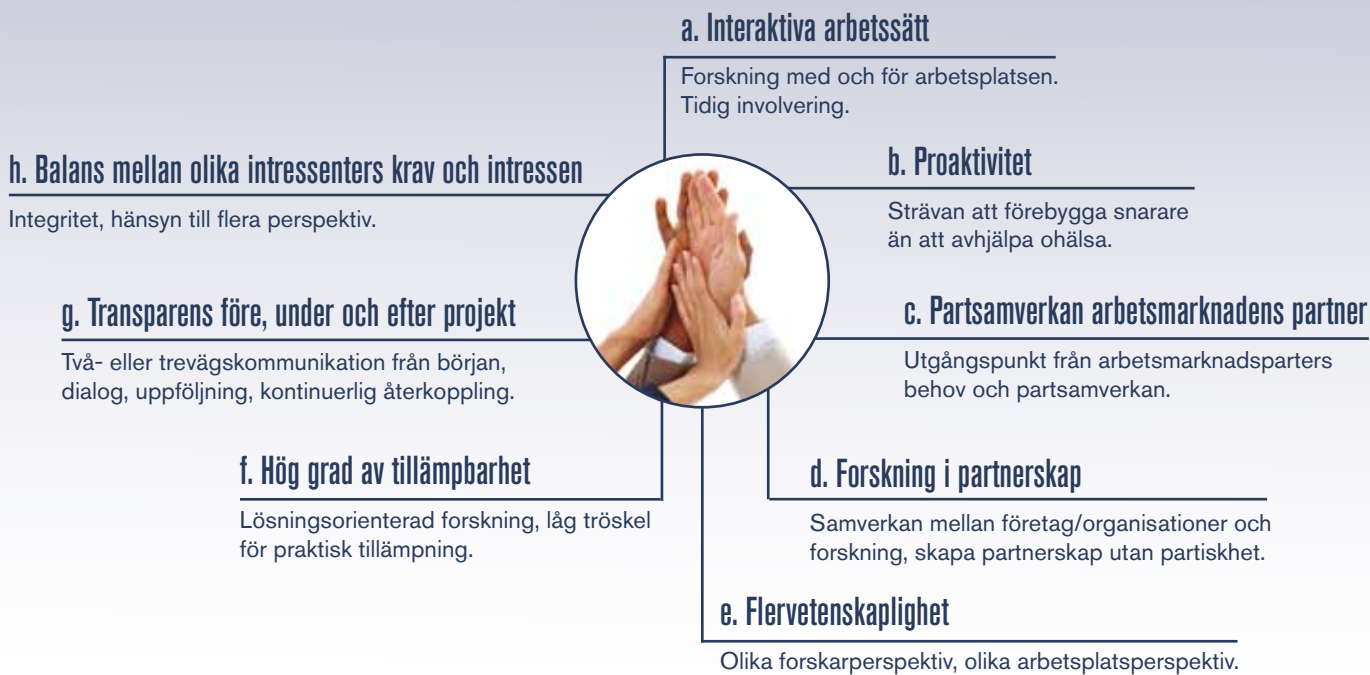 a. Interaktiva arbetssätt
Forskning med och för arbetsplatsen.
Tidig involvering.
b. Proaktivitet
Strävan att förebygga snarare
än att avhjälpa ohälsa.
c. Partsamverkan arbetsmarknadens partner
Utgångspunkt från arbetsmarknadsparters
behov och partsamverkan.
d. Forskning i partnerskap
Samverkan mellan företag/organisationer och
forskning, skapa partnerskap utan partiskhet.
e. Flervetenskaplighet
Olika forskarperspektiv, olika arbetsplatsperspektiv.
f. Hög grad av tillämpbarhet
Lösningsorienterad forskning, låg tröskel
för praktisk tillämpning.
g. Transparens före, under och efter projekt
Två- eller trevägskommunikation från början,
dialog, uppföljning, kontinuerlig återkoppling.
h. Balans mellan olika intressenters krav och intressen
Integritet, hänsyn till flera perspektiv.